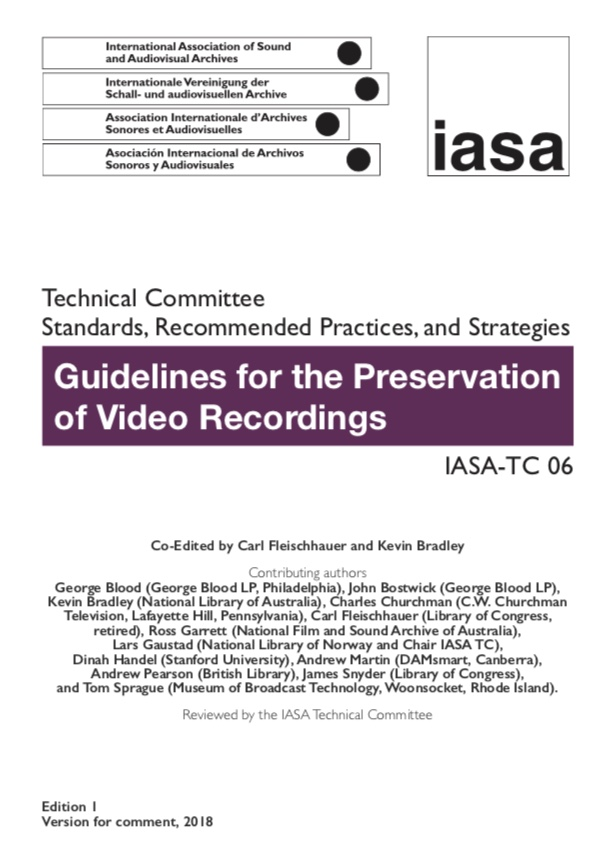 International Association of Sound
and Audiovisual Archives
Internationale Vereinigung der
Schall- und audiovisuellen Archive
Association Internationale d'Archives
Sonores et Audiovisuelles
Asociación Internacional de Archivos
Sonoros y Audiovisuales
iasa
Technical Committee
Standards, Recommended Practices, and Strategies
Guidelines for the Preservation
of Video Recordings
IASA-TC 06
Co-Edited by Carl Fleischhauer and Kevin Bradley
Contributing authors
George Blood (George Blood LP, Philadelphia), John Bostwick (George Blood LP),
Kevin Bradley (National Library of Australia), Charles Churchman (C.W. Churchman
Television, Lafayette Hill, Pennsylvania), Carl Fleischhauer (Library of Congress,
retired), Ross Garrett (National Film and Sound Archive of Australia),
Lars Gaustad (National Library of Norway and Chair IASA TC),
Dinah Handel (Stanford University), Andrew Martin (DAMsmart, Canberra),
Andrew Pearson (British Library), James Snyder (Library of Congress),
and Tom Sprague (Museum of Broadcast Technology, Woonsocket, Rhode Island).
Reviewed by the IASA Technical Committee
Edition 1
Version for comment, 2018